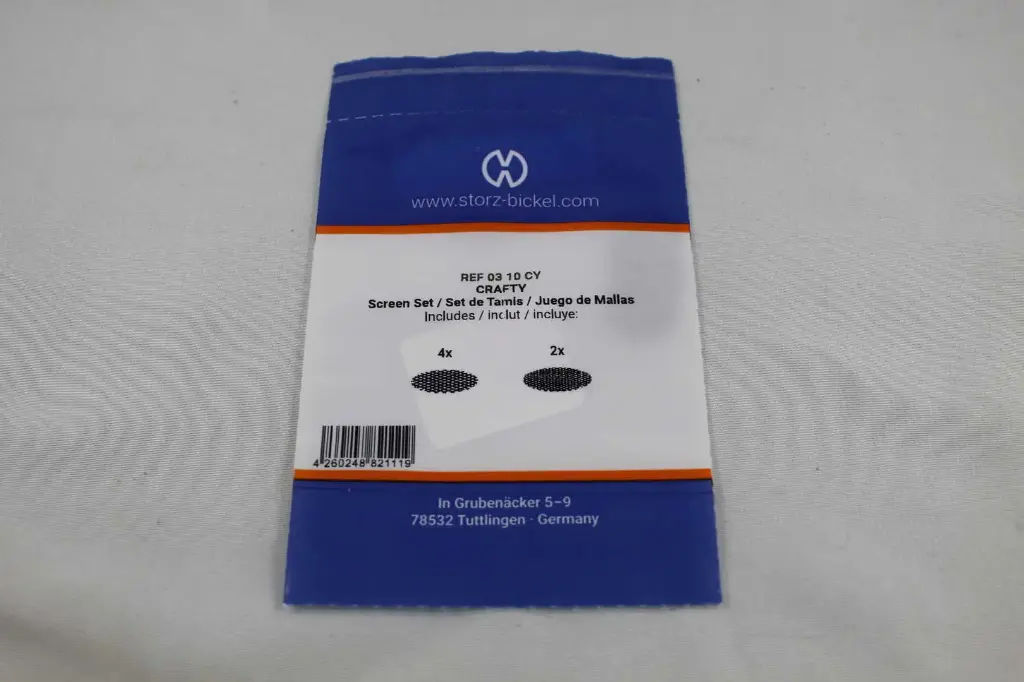 www.storz-bickel.com
REF 03 10 CY
CRAFTY
Screen Set / Set de Tamis / Juego de Mallas
Includes / inclut / incluye:
4x 2x
4 260248 821119
In Grubenäcker 5–9
78532 Tuttlingen · Germany